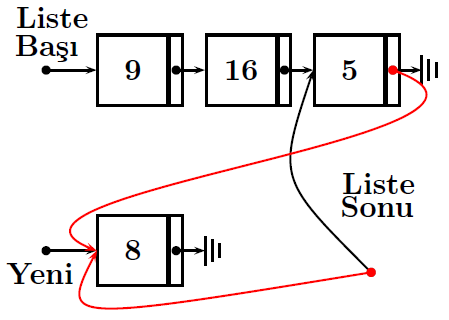 Liste
Başı
9 16 5
Liste
Sonu
8
Yeni